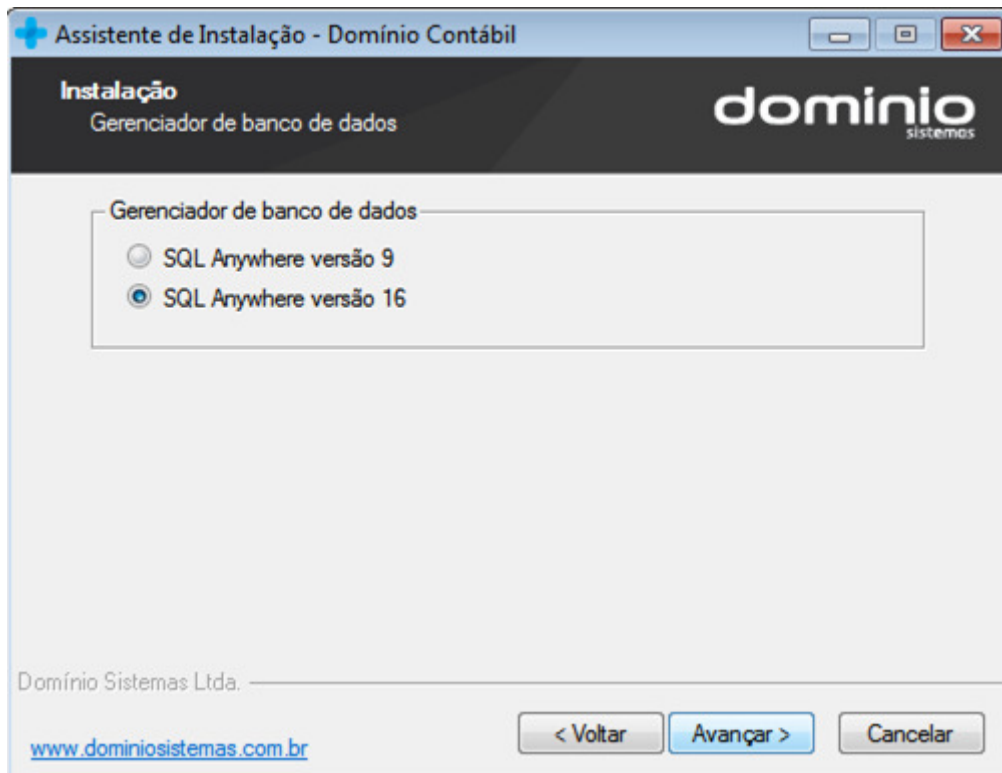 Assistente de Instalação - Domínio Contábil
Instalação
Gerenciador de banco de dados
domínio
sistemas
Gerenciador de banco de dados
SQL Anywhere versão 9
SQL Anywhere versão 16
Domínio Sistemas Ltda.
www.dominiosistemas.com.br
< Voltar
Avançar >
Cancelar